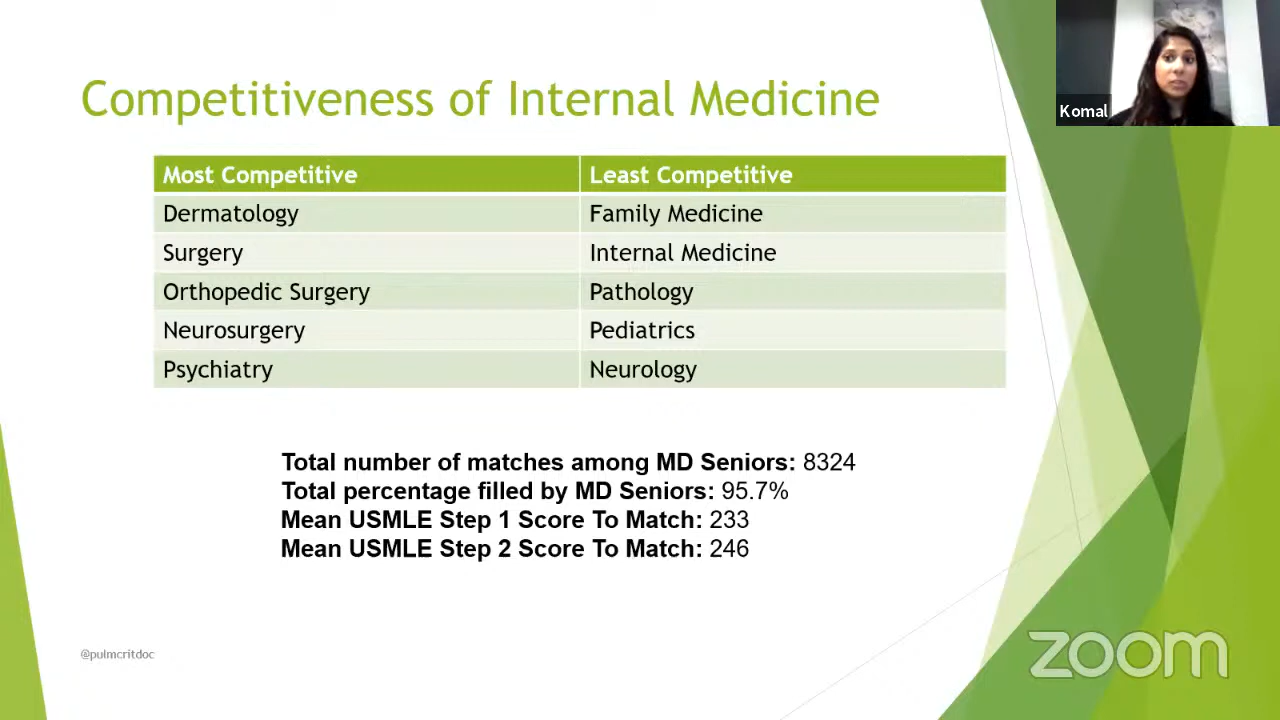 Competitiveness of Internal Medicine
Komal
Most Competitive Least Competitive
Dermatology Family Medicine
Surgery Internal Medicine
Orthopedic Surgery Pathology
Neurosurgery Pediatrics
Psychiatry Neurology
Total number of matches among MD Seniors: 8324
Total percentage filled by MD Seniors: 95.7%
Mean USMLE Step 1 Score To Match: 233
Mean USMLE Step 2 Score To Match: 246
@pulmcritdoc
zoom